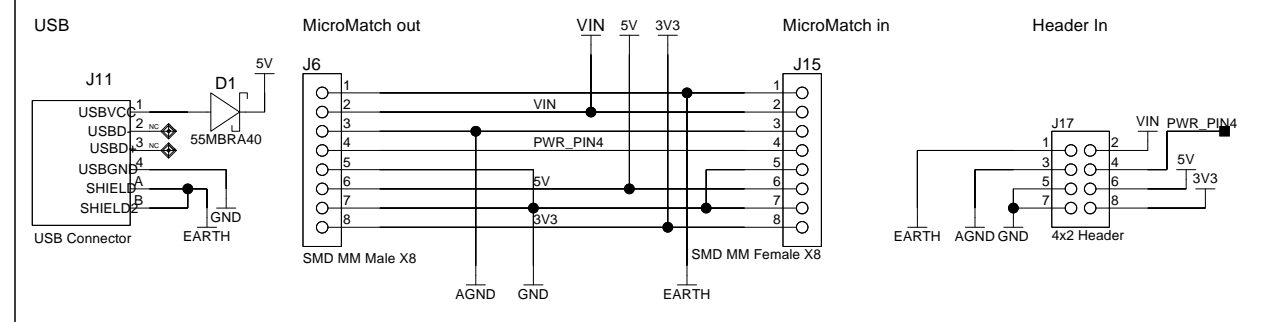 USB
MicroMatch out
VIN 5V 3V3
MicroMatch in
Header In
J11
D1
5V
USBVCC 1
USBD- 2 NC
USBD+ 3 NC
USBGND 4
SHIELD A
SHIELD2 B
55MBRA40
GND
EARTH
USB Connector
J6
1
2
3
4
5
6
7
8
VIN
PWR_PIN4
5V
3V3
SMD MM Male X8
AGND
GND
EARTH
J15
1
2
3
4
5
6
7
8
SMD MM Female X8
J17
VIN PWR_PIN4
1 2
3 4
5 6
7 8
5V
3V3
EARTH AGND GND
4x2 Header